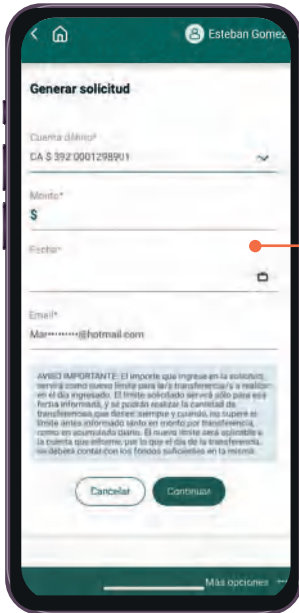 Esteban Gomez
Generar solicitud
Cuenta débito*
CA $ 392 0001298901
Monto*
$
Fecha*
Email*
Mar••••••••••@hotmail.com
AVISO IMPORTANTE: El importe que ingrese en la solicitud,
servirá como nuevo límite para la/s transferencia/s a realizar
en el día ingresado. El límite solicitado servirá sólo para esa
fecha informada, y se podrán realizar la cantidad de
transferencias que desee, siempre y cuando, no supere el
límite antes informado tanto en monto por transferencia,
como en acumulado diario. El nuevo límite será aplicable a
la cuenta que informe, por lo que el día de la transferencia,
se deberá contar con los fondos suficientes en la misma.
Cancelar
Continuar
Más opciones